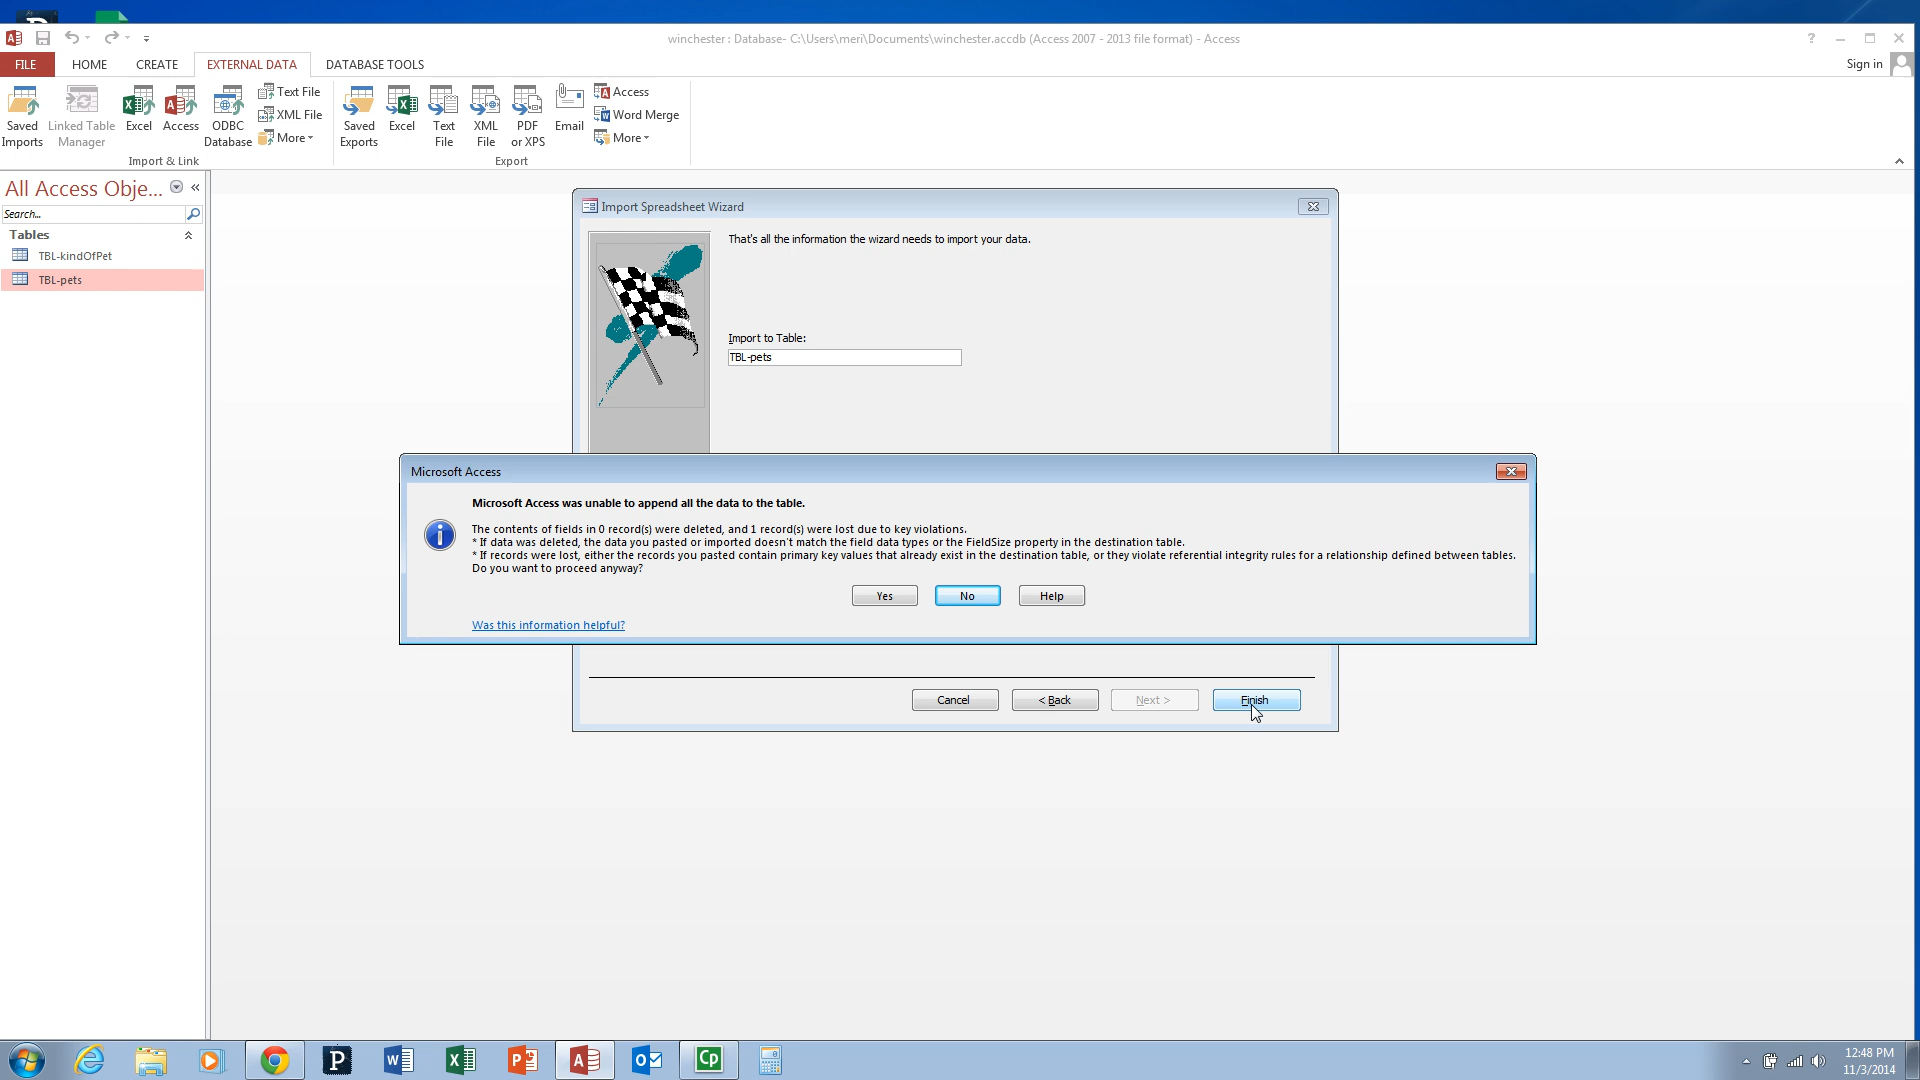 winchester : Database- C:\Users\meri\Documents\winchester.accdb (Access 2007 - 2013 file format) - Access
?
FILE HOME CREATE EXTERNAL DATA DATABASE TOOLS Sign in
Saved Imports
Linked Table Manager
Excel
Access
ODBC Database
Text File
XML File
More
Import & Link
Saved Exports
Excel
Text File
XML File
PDF or XPS
Email
Access
Word Merge
More
Export
All Access Obje...
Search...
Tables
TBL-kindOfPet
TBL-pets
Import Spreadsheet Wizard
That's all the information the wizard needs to import your data.
Import to Table:
TBL-pets
Microsoft Access
Microsoft Access was unable to append all the data to the table.
The contents of fields in 0 record(s) were deleted, and 1 record(s) were lost due to key violations.
* If data was deleted, the data you pasted or imported doesn't match the field data types or the FieldSize property in the destination table.
* If records were lost, either the records you pasted contain primary key values that already exist in the destination table, or they violate referential integrity rules for a relationship defined between tables.
Do you want to proceed anyway?
Yes No Help
Was this information helpful?
Cancel < Back Next > Finish
12:48 PM
11/3/2014